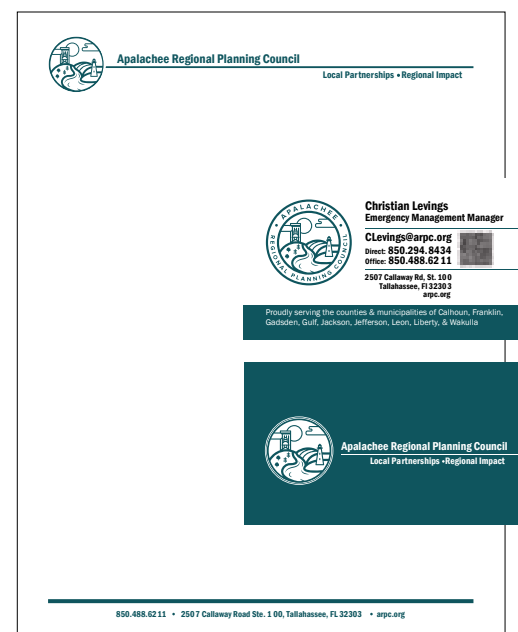 Apalachee Regional Planning Council
Local Partnerships • Regional Impact
APALACHEE
REGIONAL PLANNING COUNCIL
Christian Levings
Emergency Management Manager
CLevings@arpc.org
Direct: 850.294.8434
Office: 850.488.6211
2507 Callaway Rd, St. 100
Tallahassee, Fl 32303
arpc.org
Proudly serving the counties & municipalities of Calhoun, Franklin,
Gadsden, Gulf, Jackson, Jefferson, Leon, Liberty, & Wakulla
Apalachee Regional Planning Council
Local Partnerships •Regional Impact
850.488.6211 • 2507 Callaway Road Ste. 100, Tallahassee, FL 32303 • arpc.org